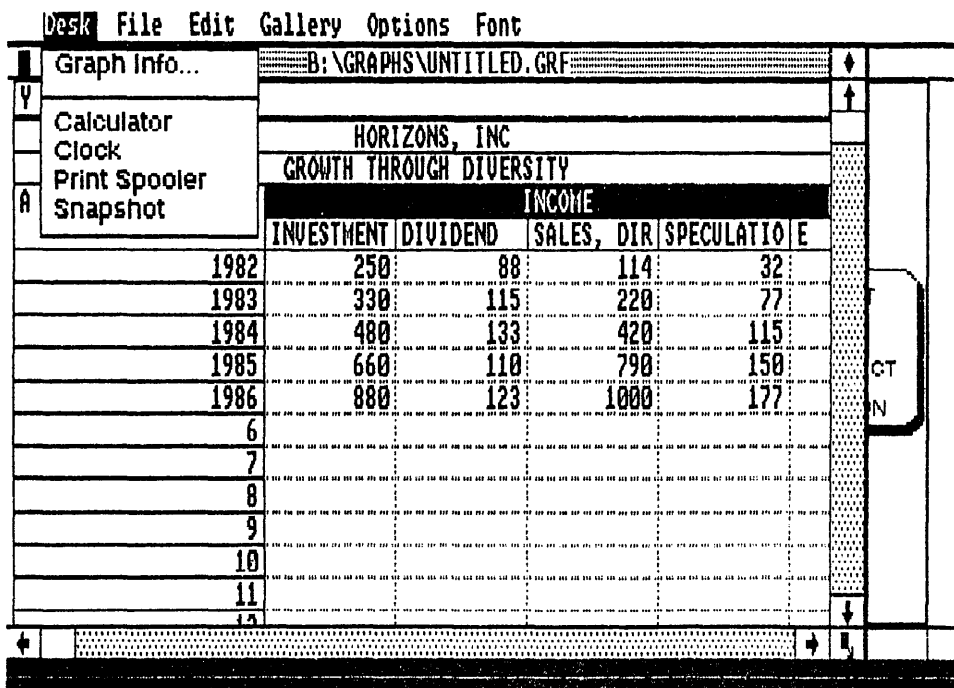 Desk File Edit Gallery Options Font
Graph Info...
B:\GRAPHS\UNTITLED.GRF
Y
Calculator
HORIZONS, INC
Clock
GROWTH THROUGH DIVERSITY
Print Spooler
A
INCOME
Snapshot
INVESTMENT DIVIDEND SALES, DIR SPECULATIO E
1982 250 88 114 32
1983 330 115 220 77
1984 480 133 420 115
1985 660 110 790 150
CT
1986 880 123 1000 177
N
6
7
8
9
10
11